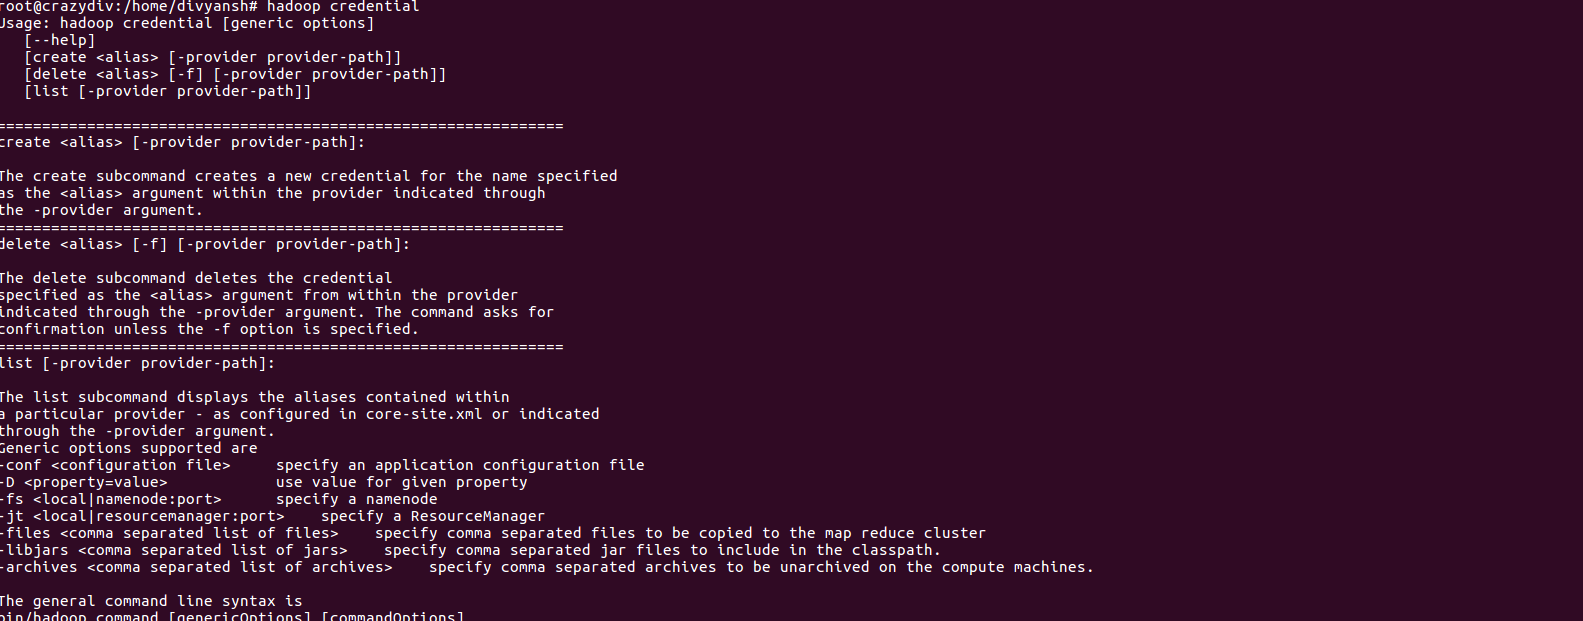 root@crazydiv:/home/divyansh# hadoop credential
Usage: hadoop credential [generic options]
   [--help]
   [create <alias> [-provider provider-path]]
   [delete <alias> [-f] [-provider provider-path]]
   [list [-provider provider-path]]

===============================================================
create <alias> [-provider provider-path]:

The create subcommand creates a new credential for the name specified
as the <alias> argument within the provider indicated through
the -provider argument.
===============================================================
delete <alias> [-f] [-provider provider-path]:

The delete subcommand deletes the credential
specified as the <alias> argument from within the provider
indicated through the -provider argument. The command asks for
confirmation unless the -f option is specified.
===============================================================
list [-provider provider-path]:

The list subcommand displays the aliases contained within
a particular provider - as configured in core-site.xml or indicated
through the -provider argument.
Generic options supported are
-conf <configuration file>     specify an application configuration file
-D <property=value>            use value for given property
-fs <local|namenode:port>      specify a namenode
-jt <local|resourcemanager:port>    specify a ResourceManager
-files <comma separated list of files>    specify comma separated files to be copied to the map reduce cluster
-libjars <comma separated list of jars>    specify comma separated jar files to include in the classpath.
-archives <comma separated list of archives>    specify comma separated archives to be unarchived on the compute machines.

The general command line syntax is
bin/hadoop command [genericOptions] [commandOptions]